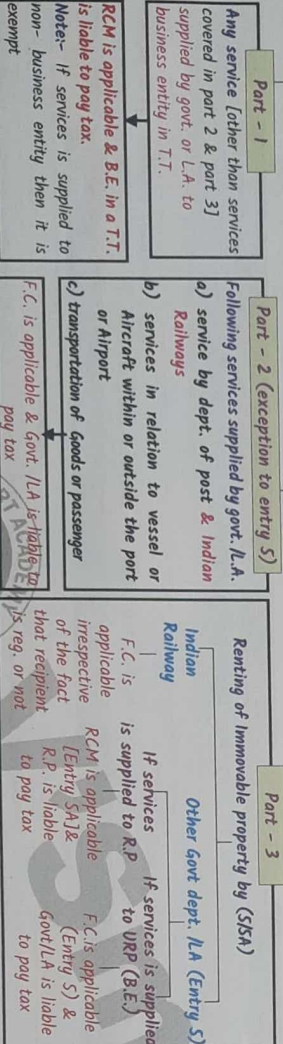 Part - 1
Any service [other than services
covered in part 2 & part 3]
supplied by govt. or L.A. to
business entity in T.T.
RCM is applicable & B.E. in a T.T.
is liable to pay tax.
Note:- If services is supplied to
non- business entity then it is
exempt
Part - 2 (exception to entry 5)
Following services supplied by govt. /L.A.
a) service by dept. of post & Indian
Railways
b) services in relation to vessel or
Aircraft within or outside the port
or Airport
c) transportation of Goods or passenger
F.C. is applicable & Govt. /LA is liable to
pay tax
Part - 3
Renting of Immovable property by (5/5A)
Indian
Railway
F.C. is
applicable
irrespective
of the fact
that recipient
is reg. or not
Other Govt dept. /LA (Entry 5)
If services
is supplied to R.P
RCM is applicable
[Entry 5A]&
R.P. is liable
to pay tax
If services is supplied
to URP (B.E.)
F.C.is applicable
(Entry 5) &
Govt/LA is liable
to pay tax